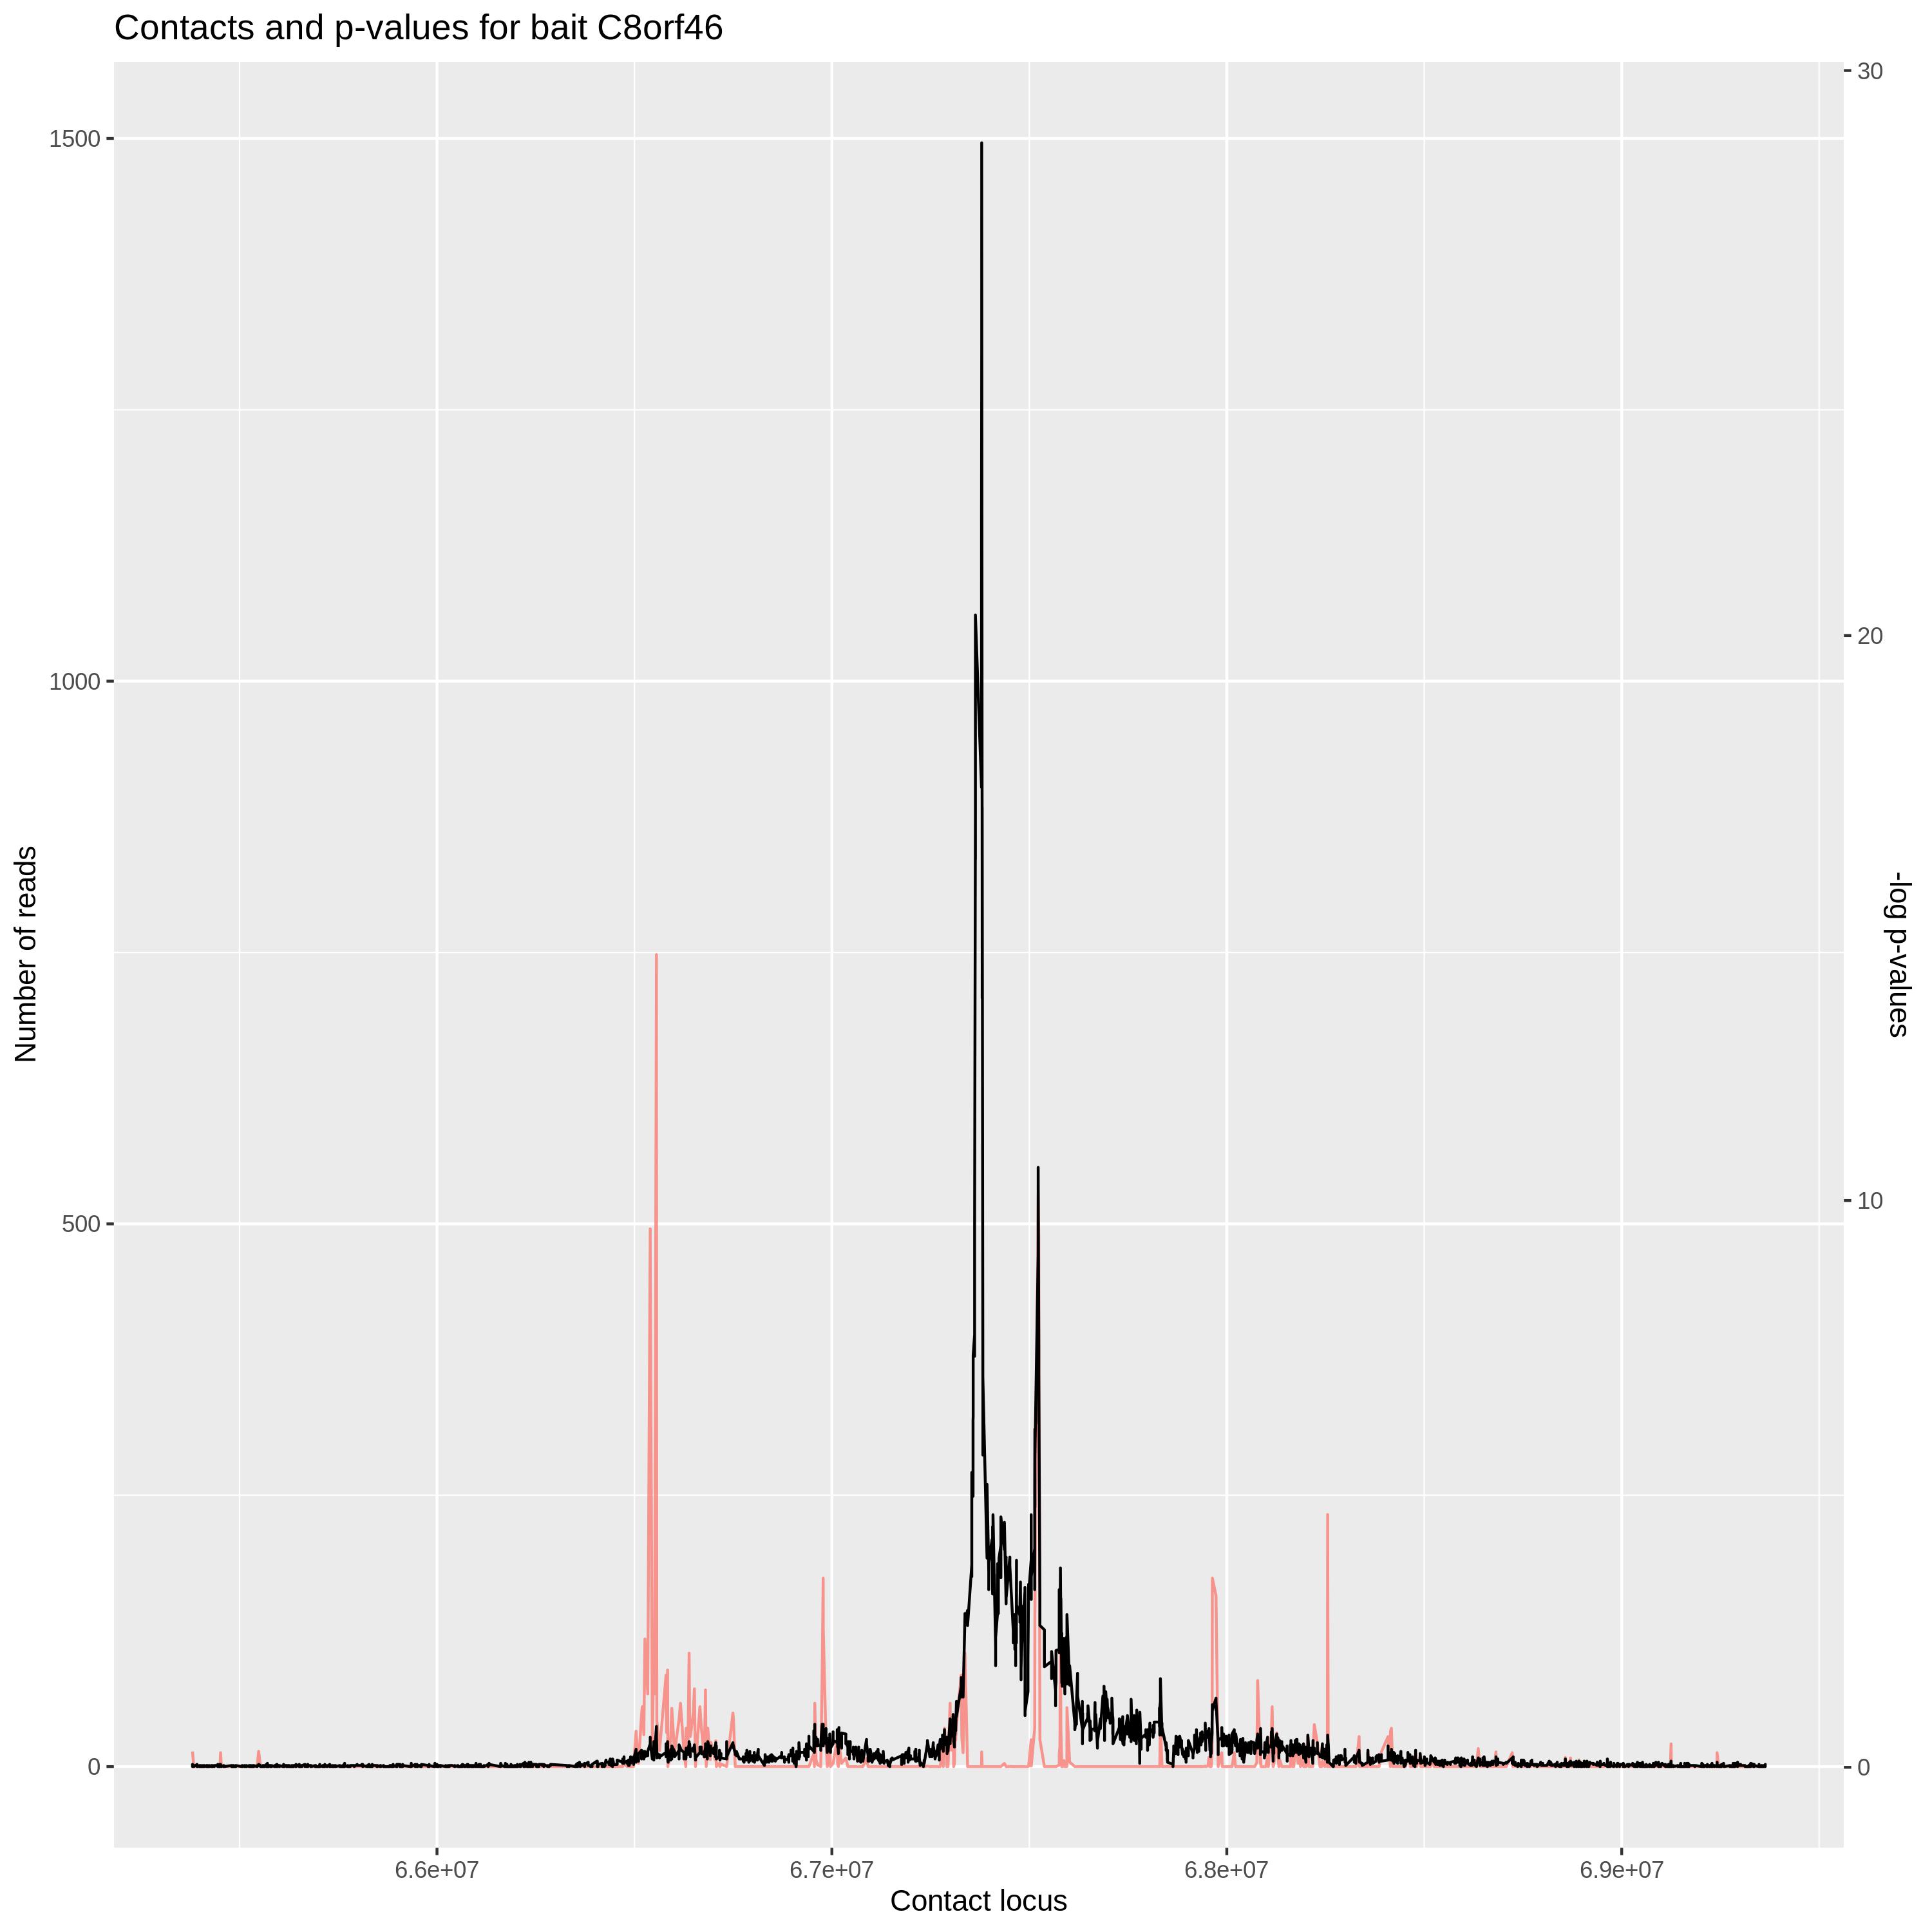 Contacts and p-values for bait C8orf46
1500
1000
500
0
Number of reads
30
20
10
0
-log p-values
6.6e+07
6.7e+07
6.8e+07
6.9e+07
Contact locus